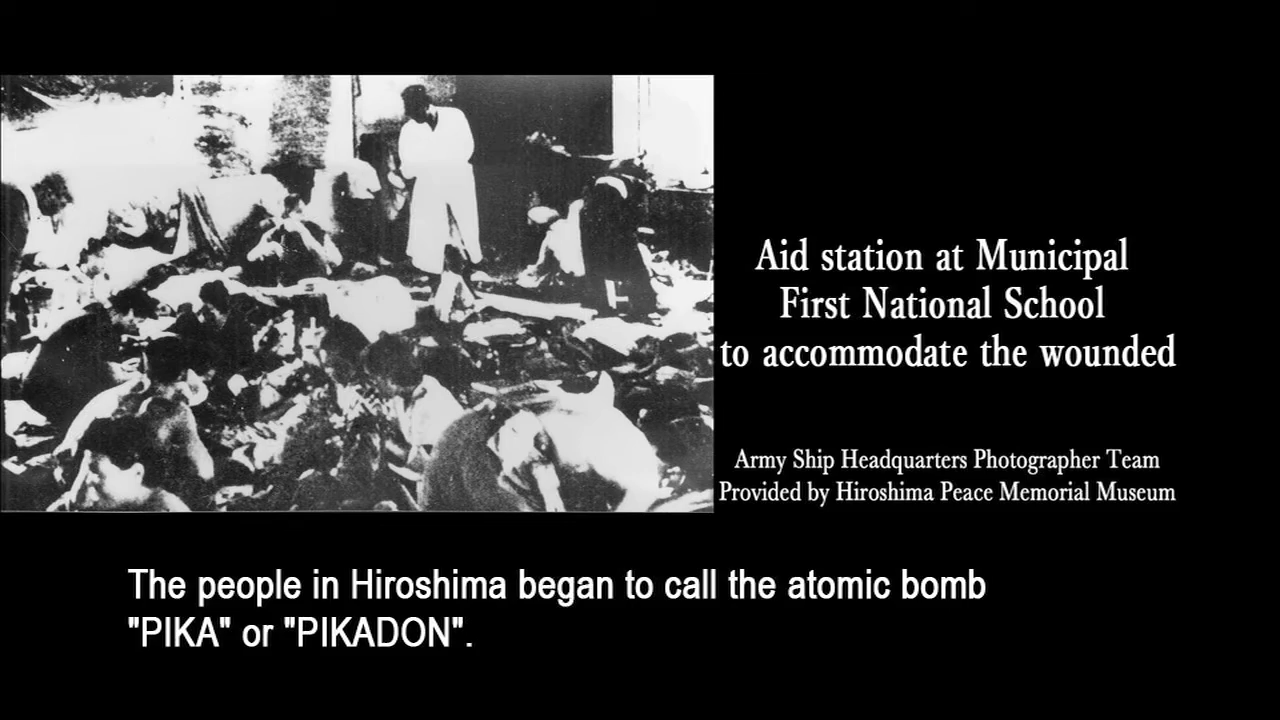 Aid station at Municipal
First National School
to accommodate the wounded
Army Ship Headquarters Photographer Team
Provided by Hiroshima Peace Memorial Museum
The people in Hiroshima began to call the atomic bomb
"PIKA" or "PIKADON".